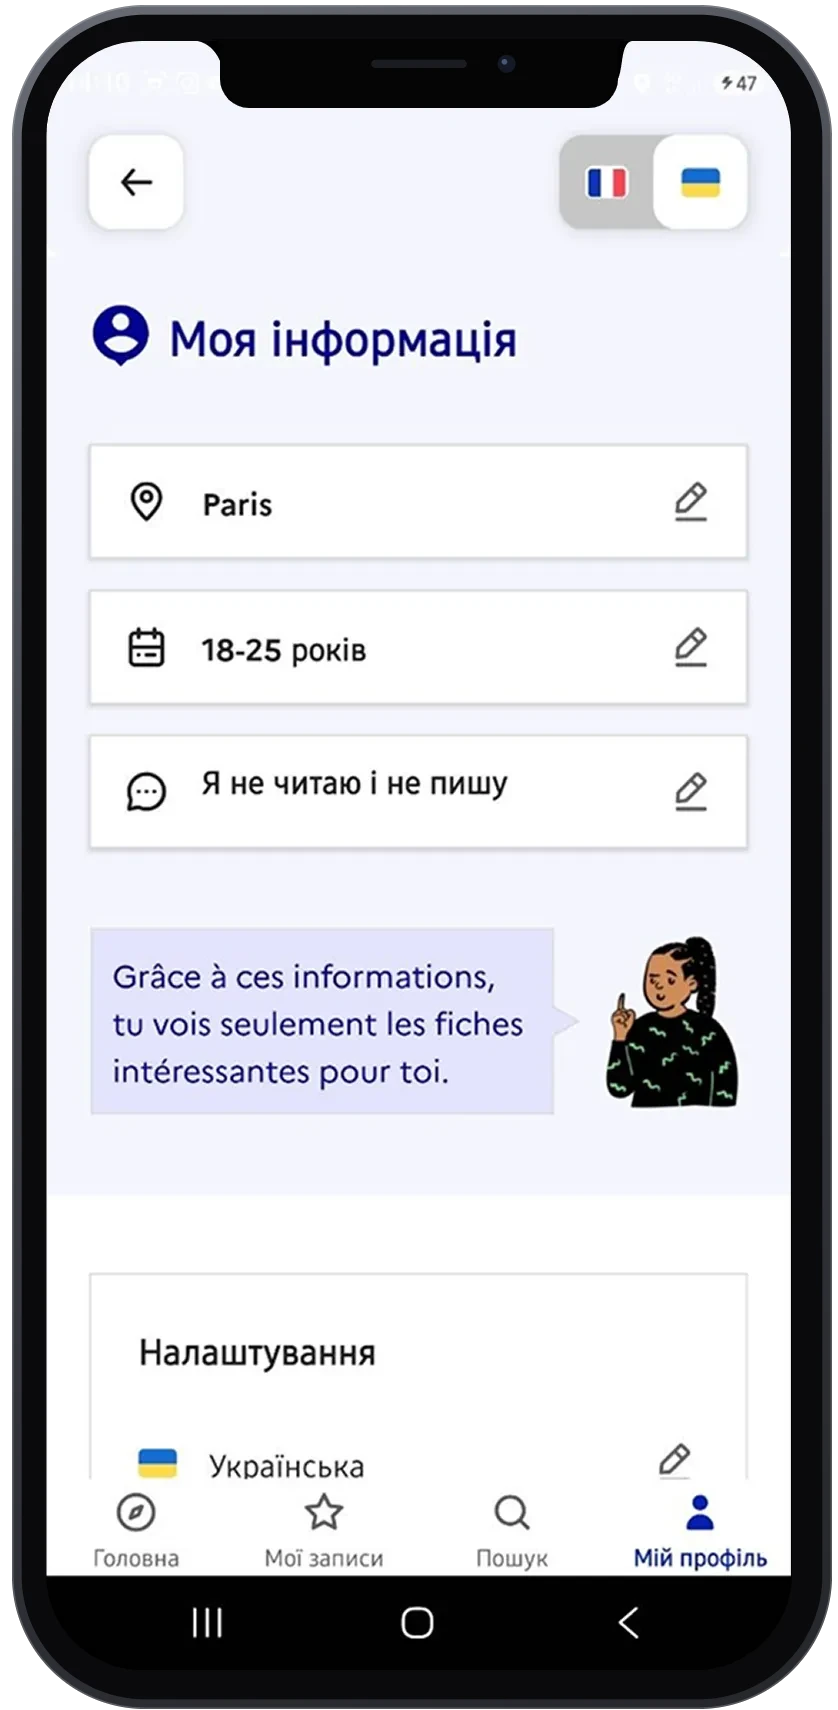 47
Моя інформація
Paris
18-25 років
Я не читаю і не пишу
Grâce à ces informations,
tu vois seulement les fiches
intéressantes pour toi.
Налаштування
Українська
Головна
Мої записи
Пошук
Мій профіль